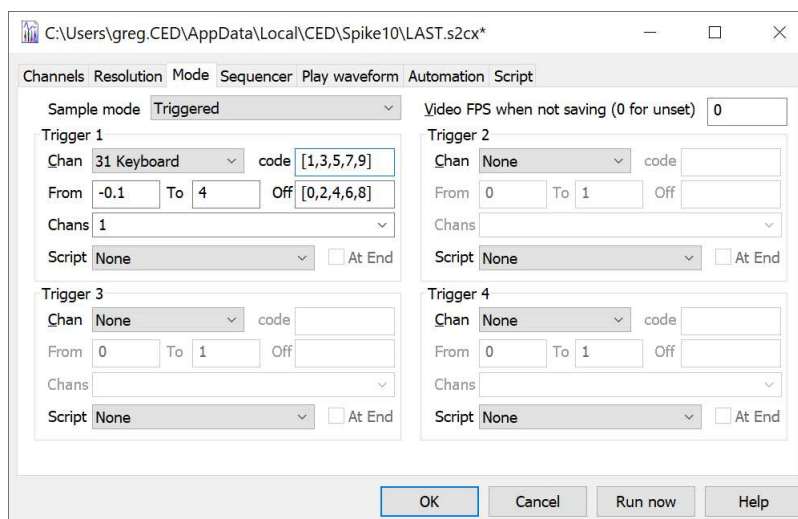 C:\Users\greg.CED\AppData\Local\CED\Spike10\LAST.s2cx*
Channels Resolution Mode Sequencer Play waveform Automation Script
Sample mode Triggered Video FPS when not saving (0 for unset) 0
Trigger 1
Chan 31 Keyboard code [1,3,5,7,9]
From -0.1 To 4 Off [0,2,4,6,8]
Chans 1
Script None At End
Trigger 2
Chan None code
From 0 To 1 Off
Chans
Script None At End
Trigger 3
Chan None code
From 0 To 1 Off
Chans
Script None At End
Trigger 4
Chan None code
From 0 To 1 Off
Chans
Script None At End
OK Cancel Run now Help